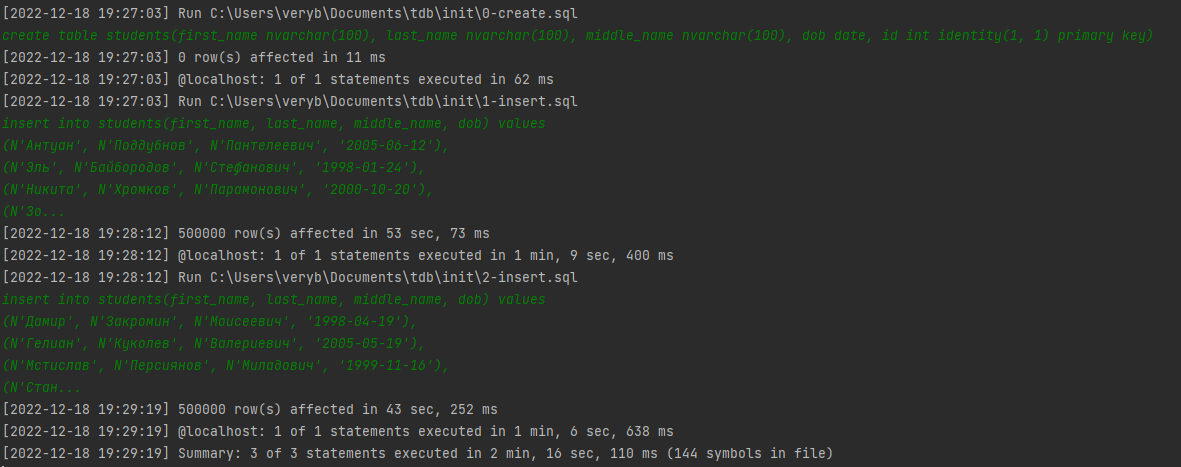 [2022-12-18 19:27:03] Run C:\Users\veryb\Documents\tdb\init\0-create.sql
create table students(first_name nvarchar(100), last_name nvarchar(100), middle_name nvarchar(100), dob date, id int identity(1, 1) primary key)
[2022-12-18 19:27:03] 0 row(s) affected in 11 ms
[2022-12-18 19:27:03] @localhost: 1 of 1 statements executed in 62 ms
[2022-12-18 19:27:03] Run C:\Users\veryb\Documents\tdb\init\1-insert.sql
insert into students(first_name, last_name, middle_name, dob) values
(N'Антуан', N'Поддубнов', N'Пантелеевич', '2005-06-12'),
(N'Эль', N'Байбородов', N'Стефанович', '1998-01-24'),
(N'Никита', N'Хромков', N'Парамонович', '2000-10-20'),
(N'Зо...
[2022-12-18 19:28:12] 500000 row(s) affected in 53 sec, 73 ms
[2022-12-18 19:28:12] @localhost: 1 of 1 statements executed in 1 min, 9 sec, 400 ms
[2022-12-18 19:28:12] Run C:\Users\veryb\Documents\tdb\init\2-insert.sql
insert into students(first_name, last_name, middle_name, dob) values
(N'Дамир', N'Закромин', N'Моисеевич', '1998-04-19'),
(N'Гелиан', N'Куколев', N'Валериевич', '2005-05-19'),
(N'Мстислав', N'Персиянов', N'Миладович', '1999-11-16'),
(N'Стан...
[2022-12-18 19:29:19] 500000 row(s) affected in 43 sec, 252 ms
[2022-12-18 19:29:19] @localhost: 1 of 1 statements executed in 1 min, 6 sec, 638 ms
[2022-12-18 19:29:19] Summary: 3 of 3 statements executed in 2 min, 16 sec, 110 ms (144 symbols in file)